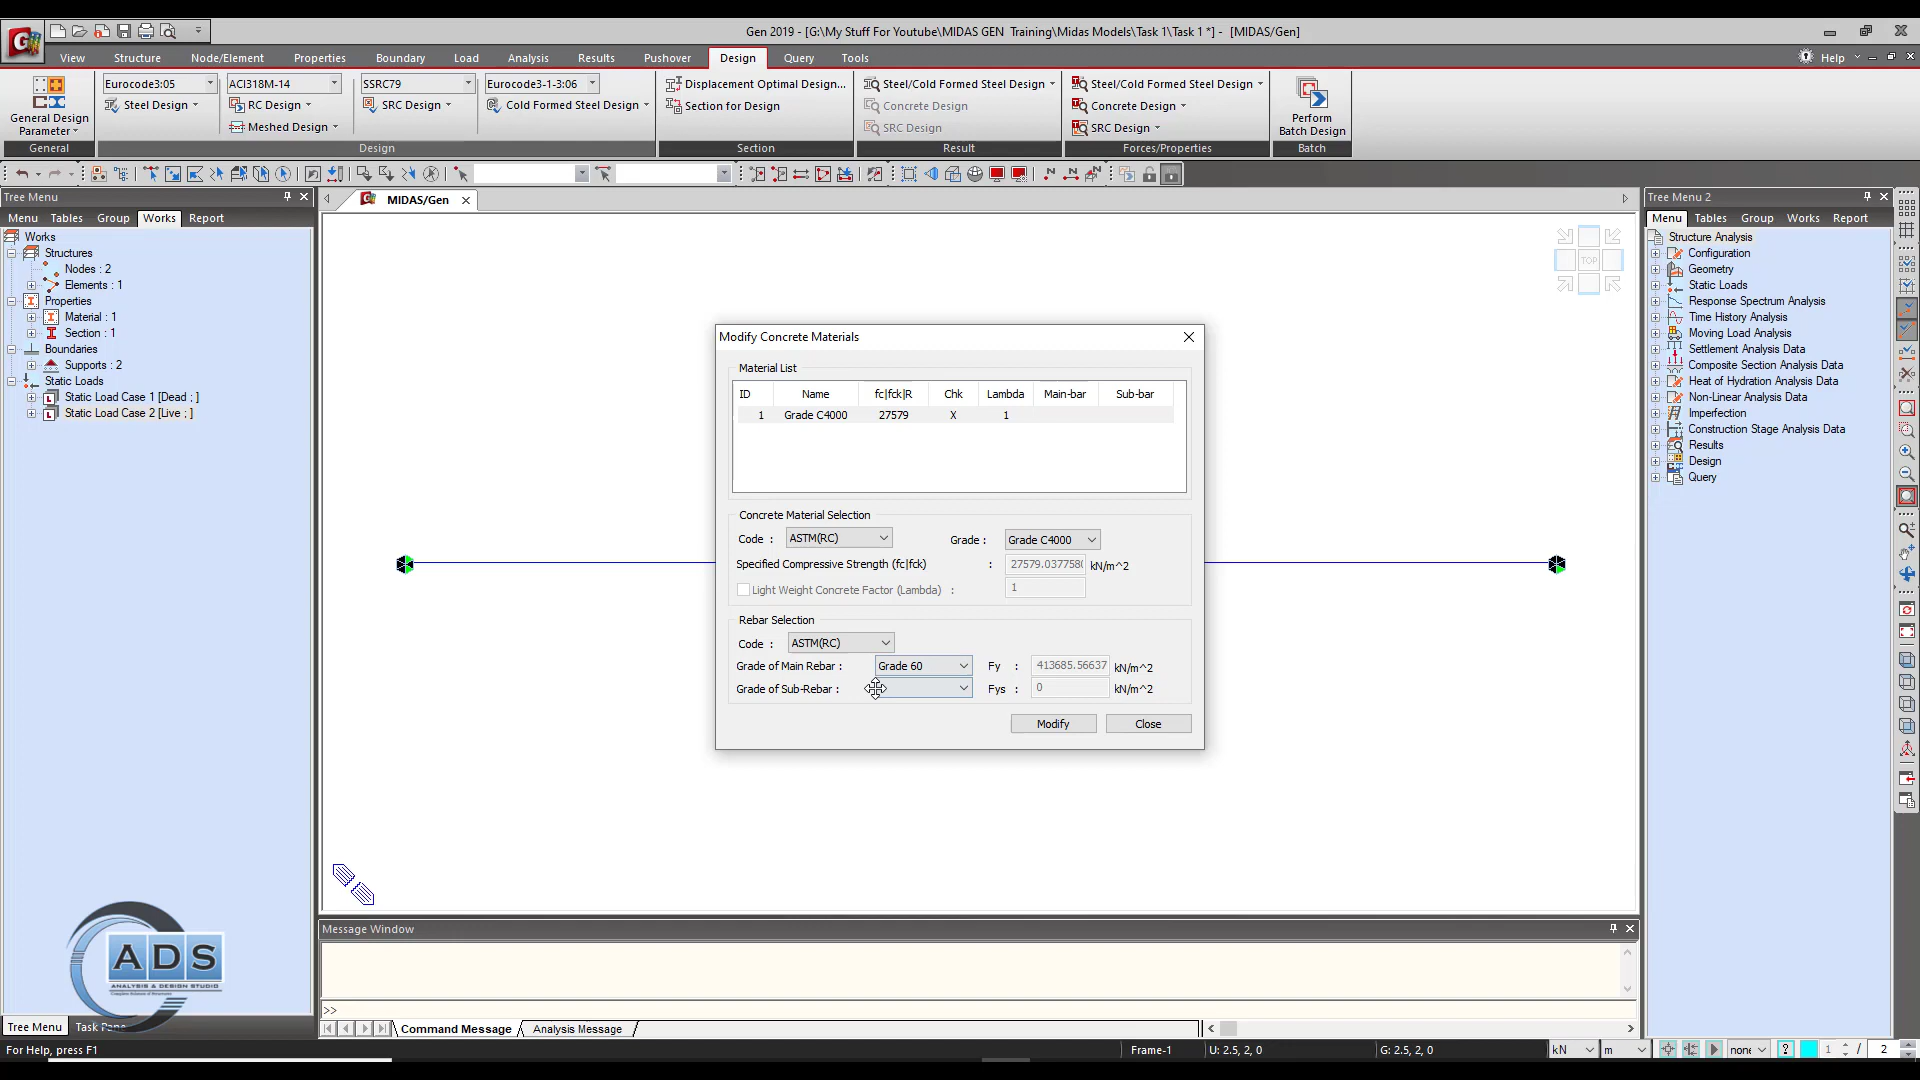 Gen 2019 - [G:\My Stuff For Youtube\MIDAS GEN  Training\Midas Models\Task 1\Task 1 *] - [MIDAS/Gen]
View Structure Node/Element Properties Boundary Load Analysis Results Pushover Design Query Tools Help
Eurocode3:05 ACI318M-14 SSRC79 Eurocode3-1-3:06 Displacement Optimal Design... Steel/Cold Formed Steel Design Steel/Cold Formed Steel Design
Steel Design RC Design SRC Design Cold Formed Steel Design Section for Design Concrete Design Concrete Design
General Design Parameter Meshed Design SRC Design SRC Design Perform Batch Design
General Design Section Result Forces/Properties Batch
Tree Menu
Menu Tables Group Works Report
Works
Structures
Nodes : 2
Elements : 1
Properties
Material : 1
Section : 1
Boundaries
Supports : 2
Static Loads
Static Load Case 1 [Dead ; ]
Static Load Case 2 [Live ; ]
MIDAS/Gen
TOP
Modify Concrete Materials
Material List
ID Name fc|fck|R Chk Lambda Main-bar Sub-bar
1 Grade C4000 27579 X 1
Concrete Material Selection
Code : ASTM(RC) Grade : Grade C4000
Specified Compressive Strength (fc|fck) : 27579.0377580 kN/m^2
Light Weight Concrete Factor (Lambda) : 1
Rebar Selection
Code : ASTM(RC)
Grade of Main Rebar : Grade 60 Fy : 413685.56637 kN/m^2
Grade of Sub-Rebar : Fys : 0 kN/m^2
Modify Close
Tree Menu 2
Menu Tables Group Works Report
Structure Analysis
Configuration
Geometry
Static Loads
Response Spectrum Analysis
Time History Analysis
Moving Load Analysis
Settlement Analysis Data
Composite Section Analysis Data
Heat of Hydration Analysis Data
Non-Linear Analysis Data
Imperfection
Construction Stage Analysis Data
Results
Design
Query
Message Window
>>
Command Message Analysis Message
ADS
ANALYSIS & DESIGN STUDIO
Tree Menu Task Pane
For Help, press F1 Frame-1 U: 2.5, 2, 0 G: 2.5, 2, 0 kN m none 1 / 2